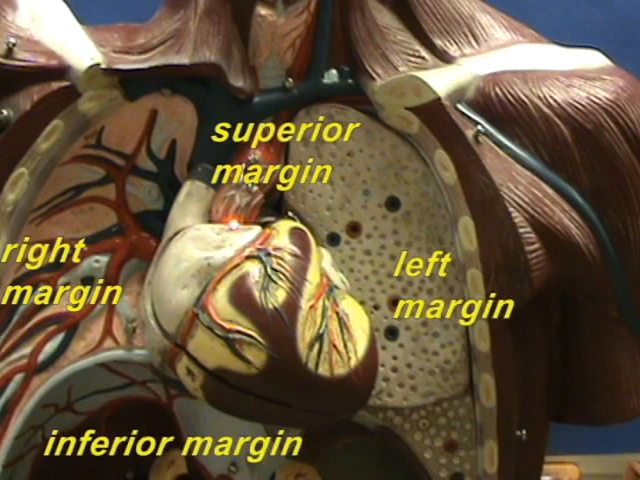 superior
margin
right
margin
left
margin
inferior margin